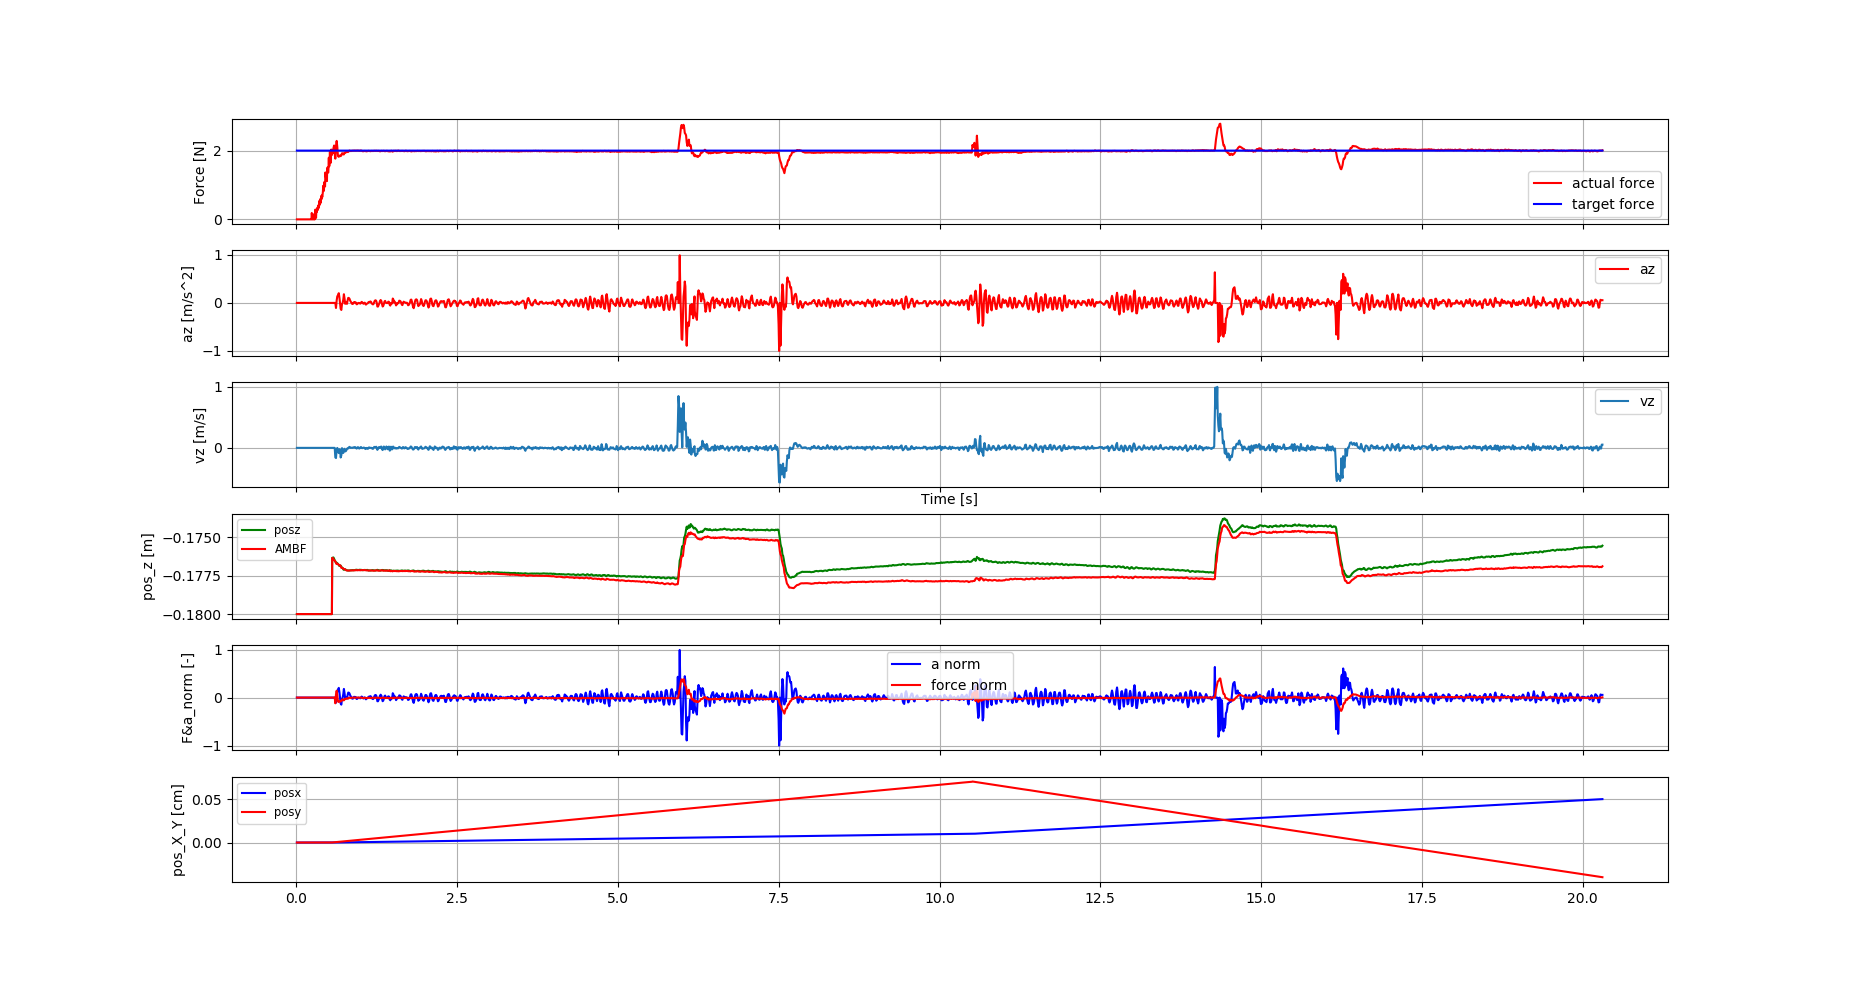 Force [N]
2
0
actual force
target force
az [m/s^2]
1
0
−1
az
vz [m/s]
1
0
vz
Time [s]
pos_z [m]
−0.1750
−0.1775
−0.1800
posz
AMBF
F&a_norm [-]
1
0
−1
a norm
force norm
pos_X_Y [cm]
0.05
0.00
posx
posy
0.0 2.5 5.0 7.5 10.0 12.5 15.0 17.5 20.0